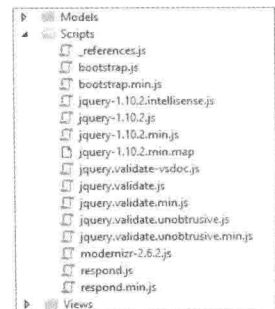 Models
Scripts
_references.js
bootstrap.js
bootstrap.min.js
jquery-1.10.2.intellisense.js
jquery-1.10.2.js
jquery-1.10.2.min.js
jquery-1.10.2.min.map
jquery.validate-vsdoc.js
jquery.validate.js
jquery.validate.min.js
jquery.validate.unobtrusive.js
jquery.validate.unobtrusive.min.js
modernizr-2.6.2.js
respond.js
respond.min.js
Views